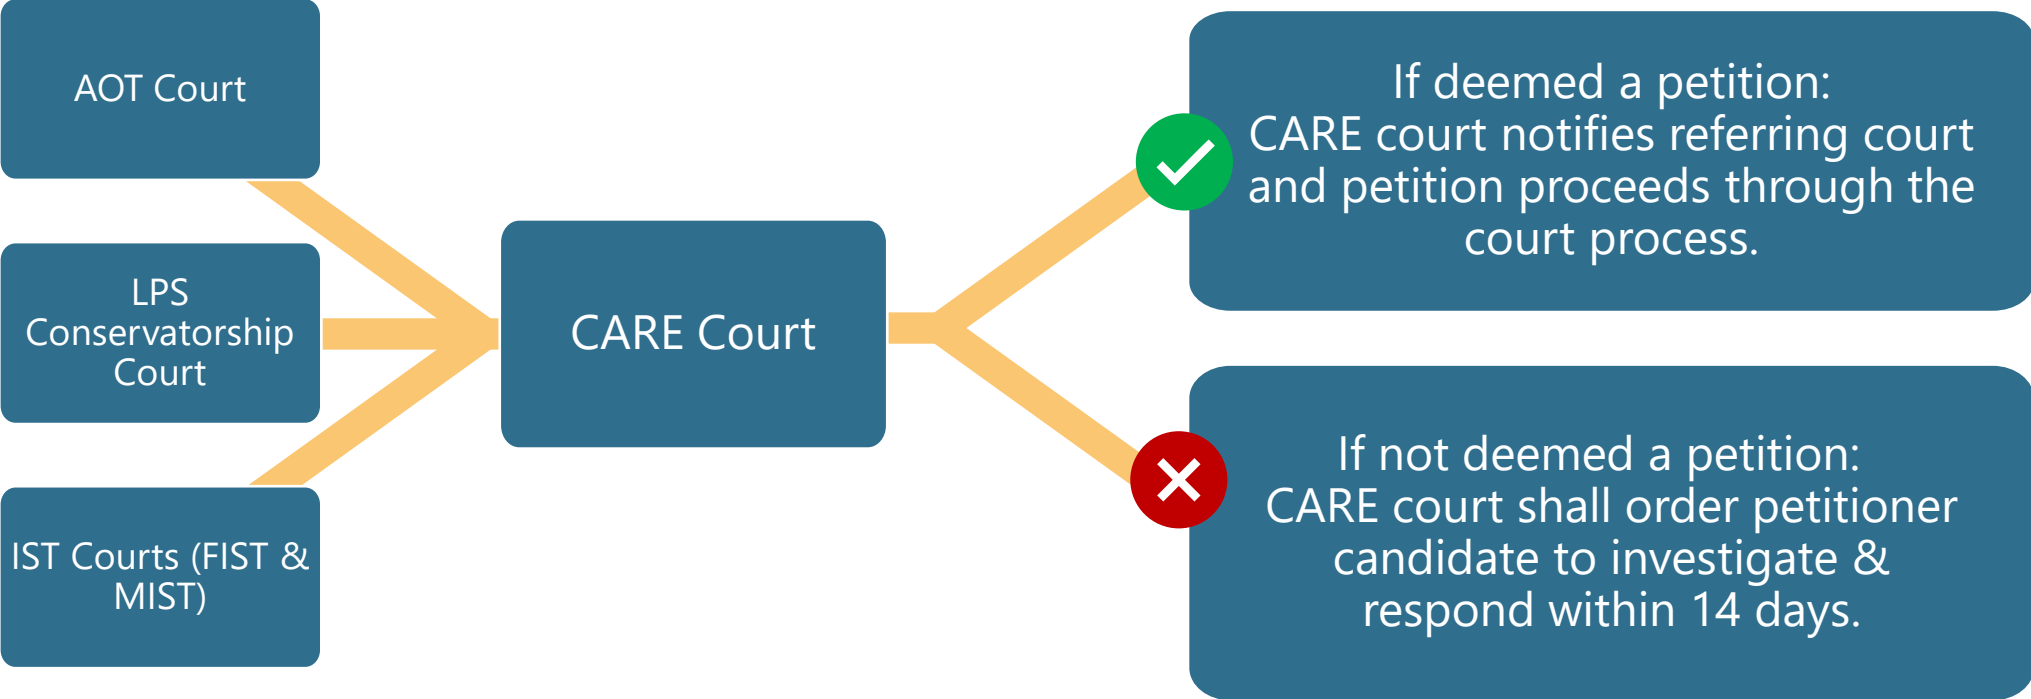 AOT Court
LPS
Conservatorship
Court
IST Courts (FIST &
MIST)
CARE Court
If deemed a petition:
CARE court notifies referring court
and petition proceeds through the
court process.
If not deemed a petition:
CARE court shall order petitioner
candidate to investigate &
respond within 14 days.